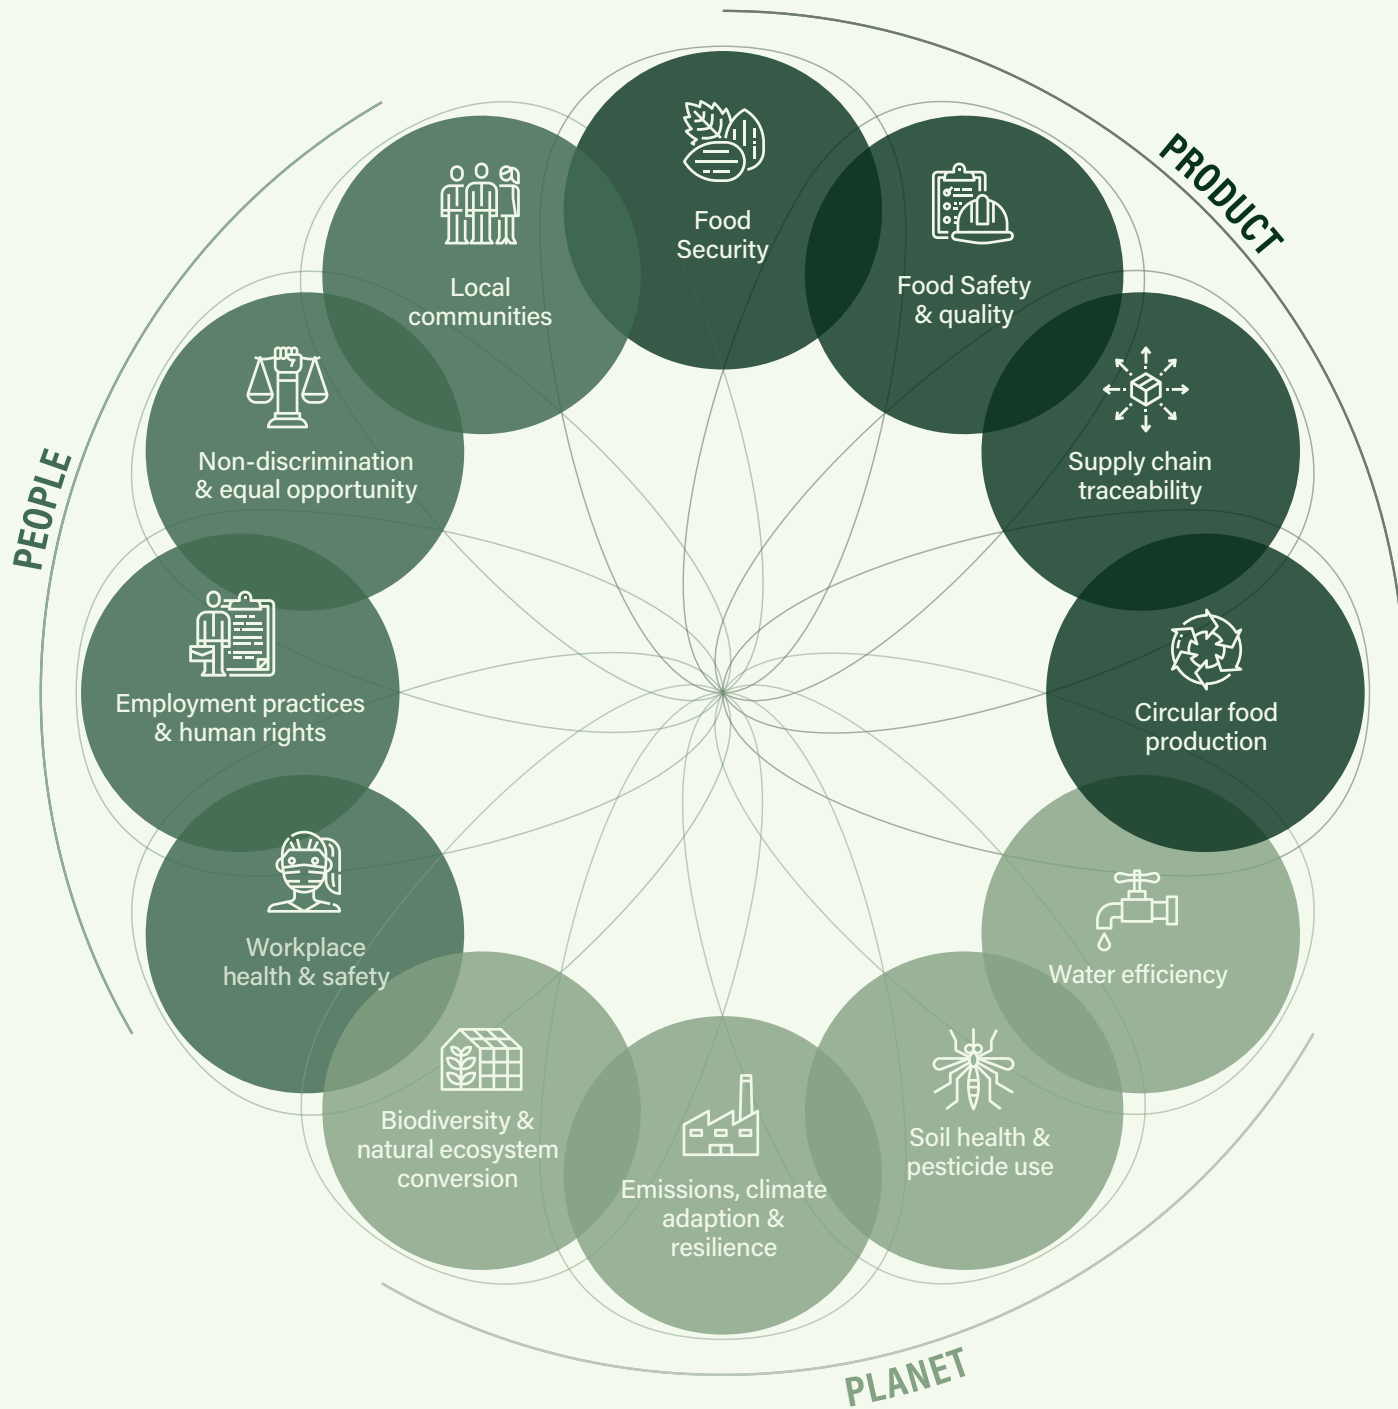 PRODUCT
Food
Security
Food Safety
& quality
Supply chain
traceability
Circular food
production
Water efficiency
Soil health &
pesticide use
PLANET
Emissions, climate
adaption &
resilience
Biodiversity &
natural ecosystem
conversion
PEOPLE
Workplace
health & safety
Employment practices
& human rights
Non-discrimination
& equal opportunity
Local
communities